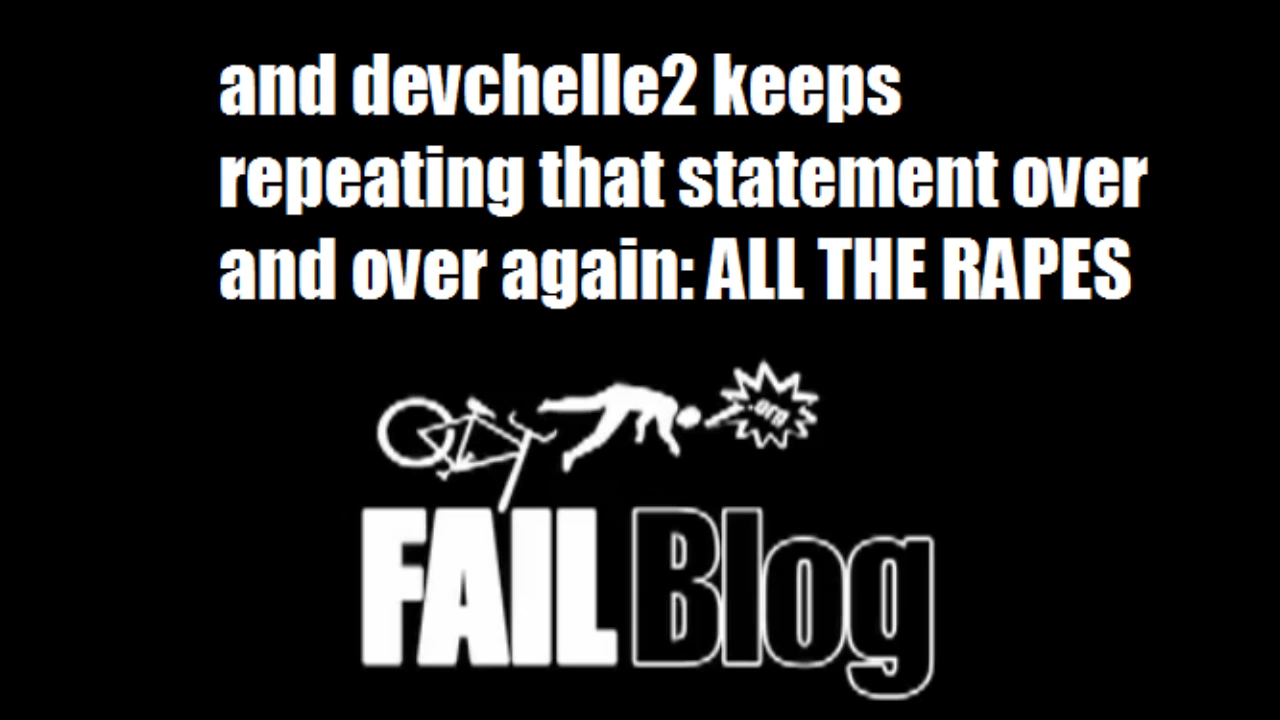 and devchelle2 keeps
repeating that statement over
and over again: ALL THE RAPES
.org
FAIL Blog